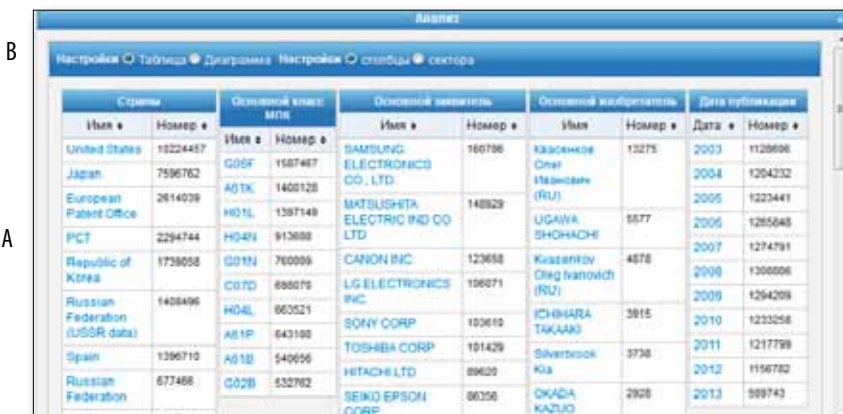 Анализ
B
Настройки Таблица Диаграмма Настройки столбцы сектора
Страны
Имя Номер
United States 10224457
Japan 7596762
European Patent Office 2614039
PCT 2294744
Republic of Korea 1739058
Russian Federation (USSR data) 1408496
Spain 1396710
Russian Federation 677466
Основной класс МПК
Имя Номер
G06F 1587467
A61K 1400128
H01L 1397149
H04N 913688
G01N 760009
C07D 698070
H04L 663521
A61P 643100
A61B 540656
G02B 532762
Основной заявитель
Имя Номер
SAMSUNG ELECTRONICS CO., LTD. 160786
MATSUSHITA ELECTRIC IND CO LTD 148929
CANON INC 123658
LG ELECTRONICS INC. 106071
SONY CORP 103610
TOSHIBA CORP 101429
HITACHI LTD 89620
SEIKO EPSON CORP 86356
Основной изобретатель
Имя Номер
Квасенков Олег Иванович (RU) 13275
UGAWA SHOHACHI 5577
Kvasenkov Oleg Ivanovich (RU) 4878
ICHIHARA TAKAAKI 3915
Silverbrook Kia 3738
OKADA KAZUO 2928
Дата публикации
Дата Номер
2003 1128606
2004 1204232
2005 1223441
2006 1265848
2007 1274791
2008 1308006
2009 1294209
2010 1233258
2011 1217799
2012 1156782
2013 589743
A